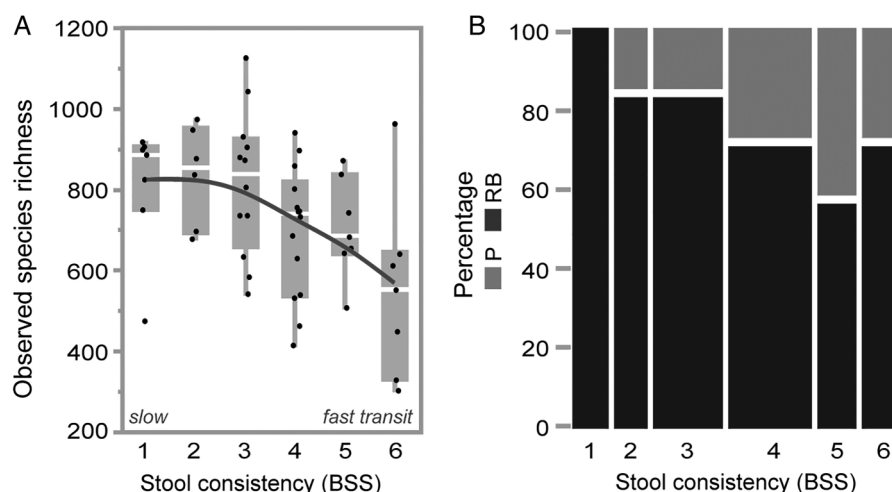 A
1200
1000
800
600
400
200
Observed species richness
slow
fast transit
1 2 3 4 5 6
Stool consistency (BSS)
B
100
80
60
40
20
0
Percentage
P RB
1 2 3 4 5 6
Stool consistency (BSS)